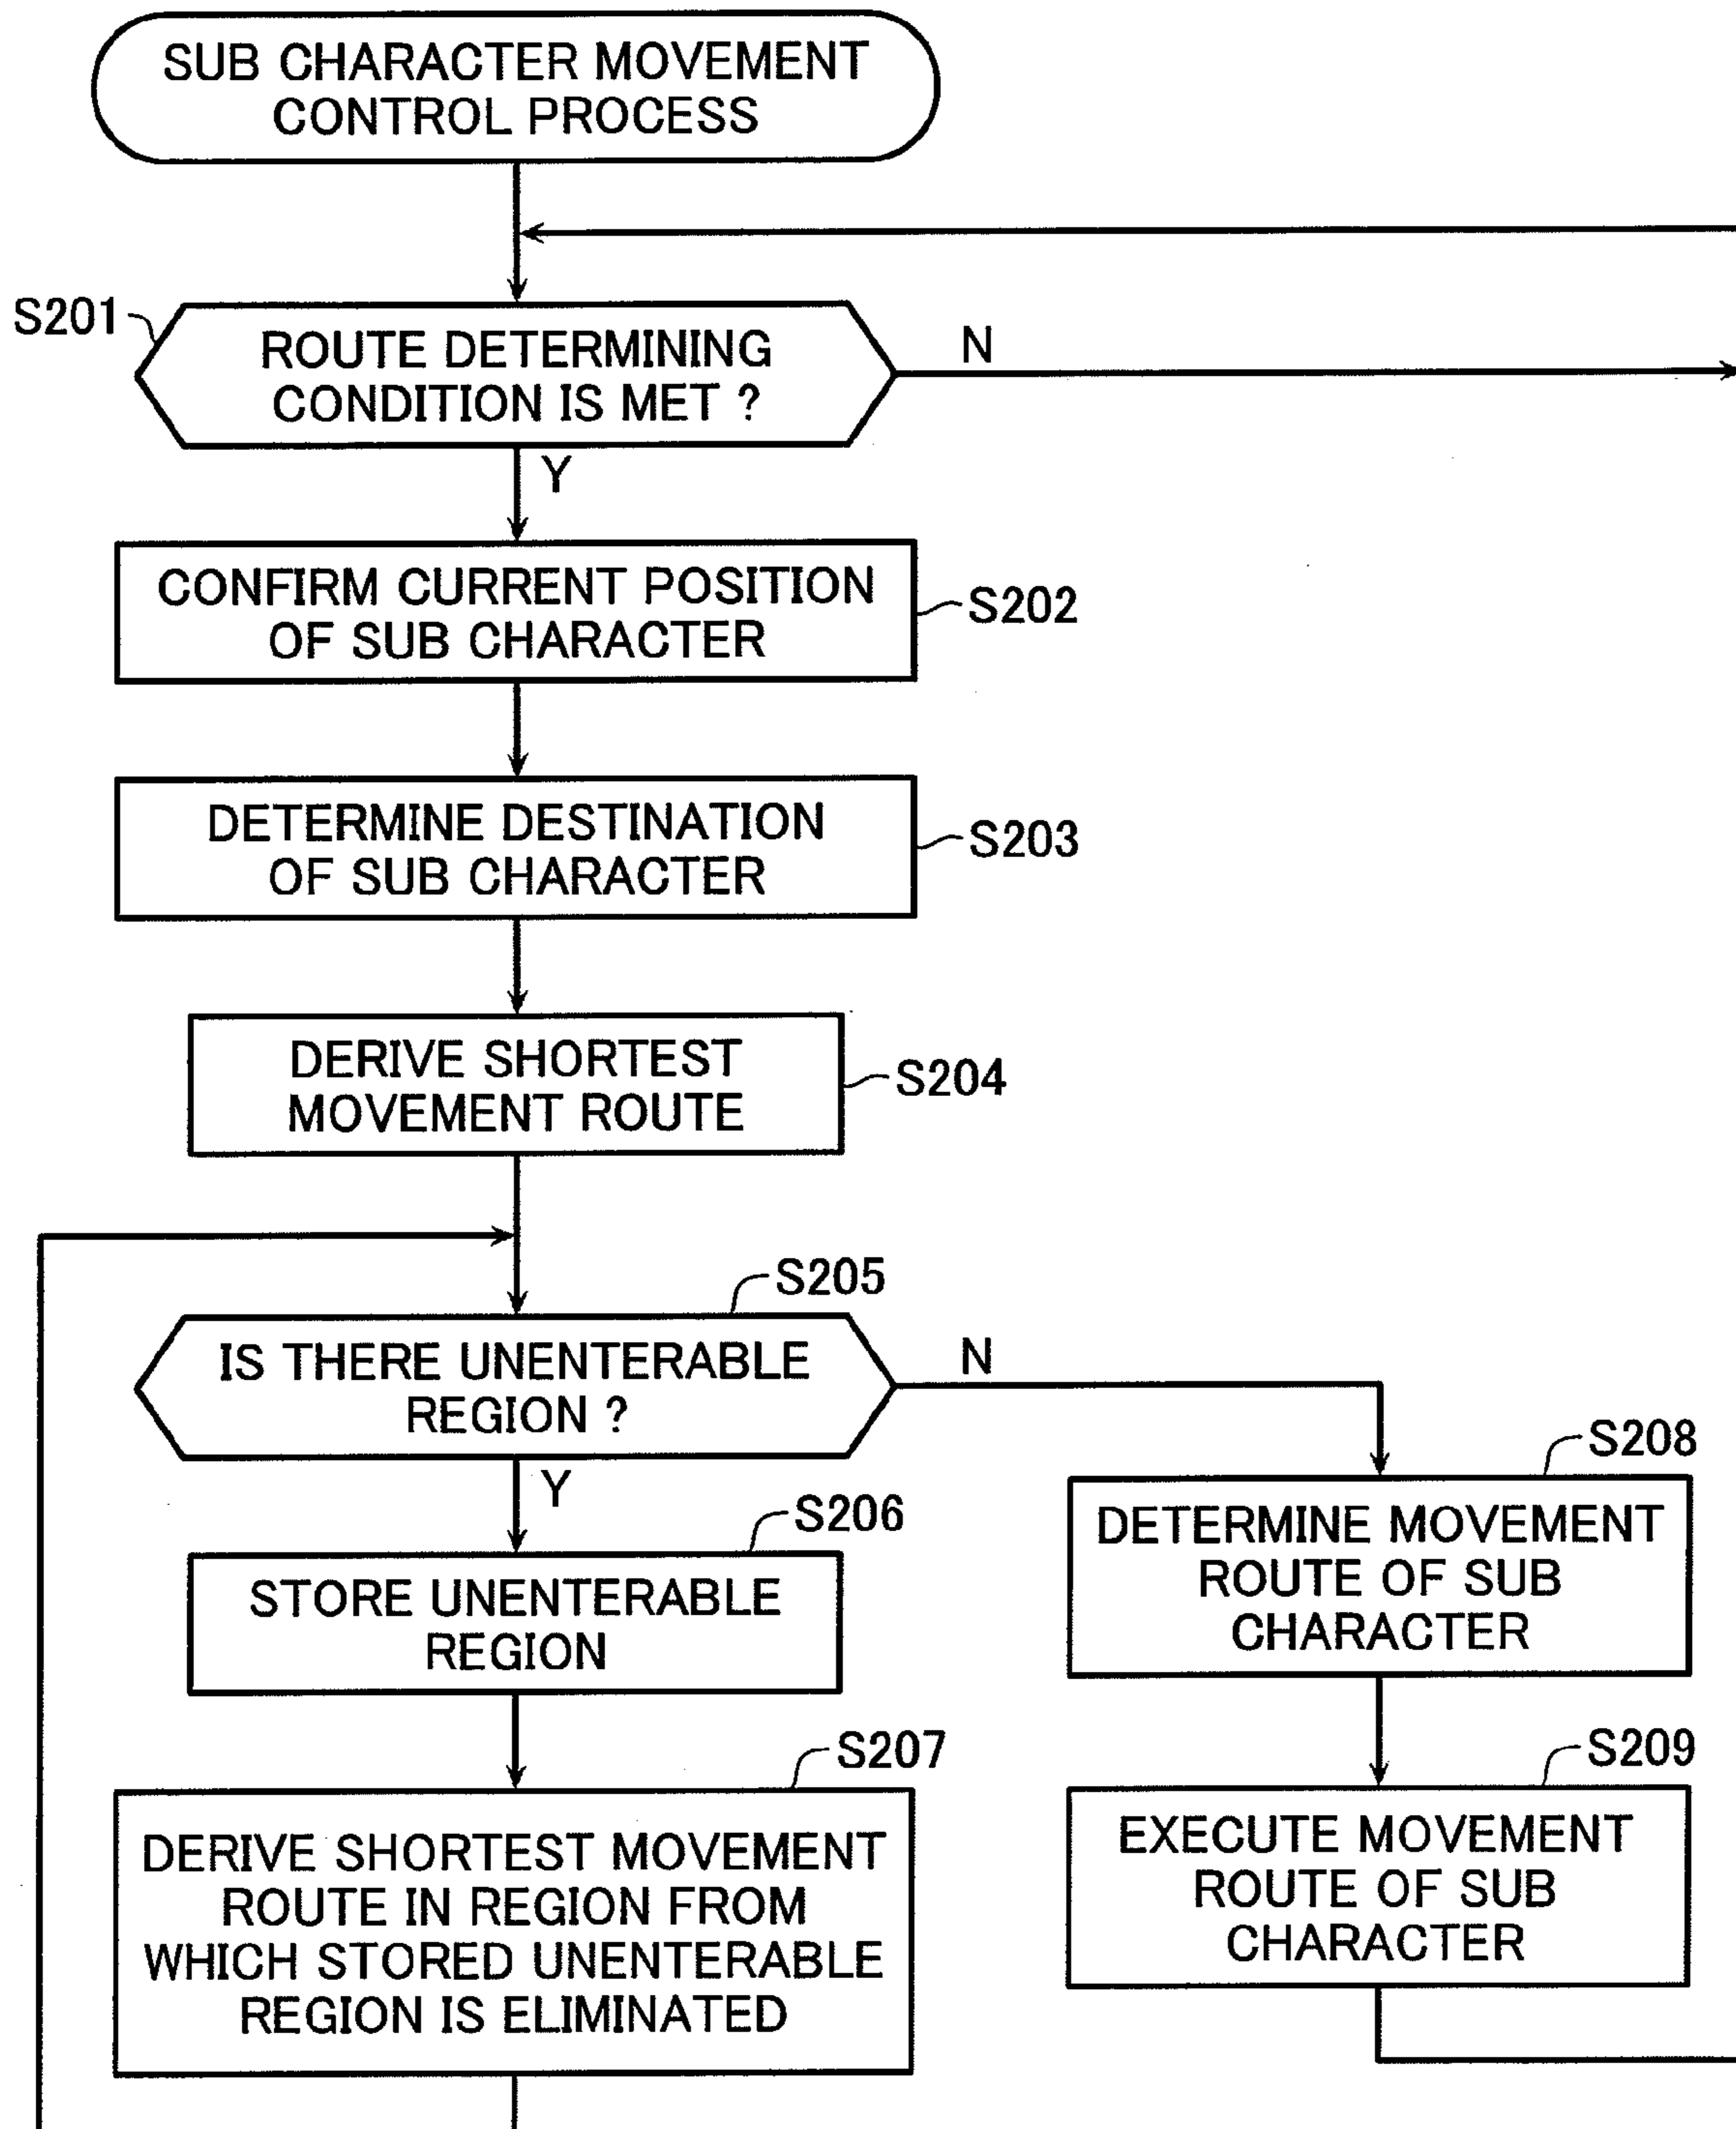 SUB CHARACTER MOVEMENT
CONTROL PROCESS
S201
ROUTE DETERMINING
CONDITION IS MET ?
N
Y
CONFIRM CURRENT POSITION
OF SUB CHARACTER
S202
DETERMINE DESTINATION
OF SUB CHARACTER
S203
DERIVE SHORTEST
MOVEMENT ROUTE
S204
S205
IS THERE UNENTERABLE
REGION ?
N
Y
S206
STORE UNENTERABLE
REGION
S207
DERIVE SHORTEST MOVEMENT
ROUTE IN REGION FROM
WHICH STORED UNENTERABLE
REGION IS ELIMINATED
S208
DETERMINE MOVEMENT
ROUTE OF SUB
CHARACTER
S209
EXECUTE MOVEMENT
ROUTE OF SUB
CHARACTER